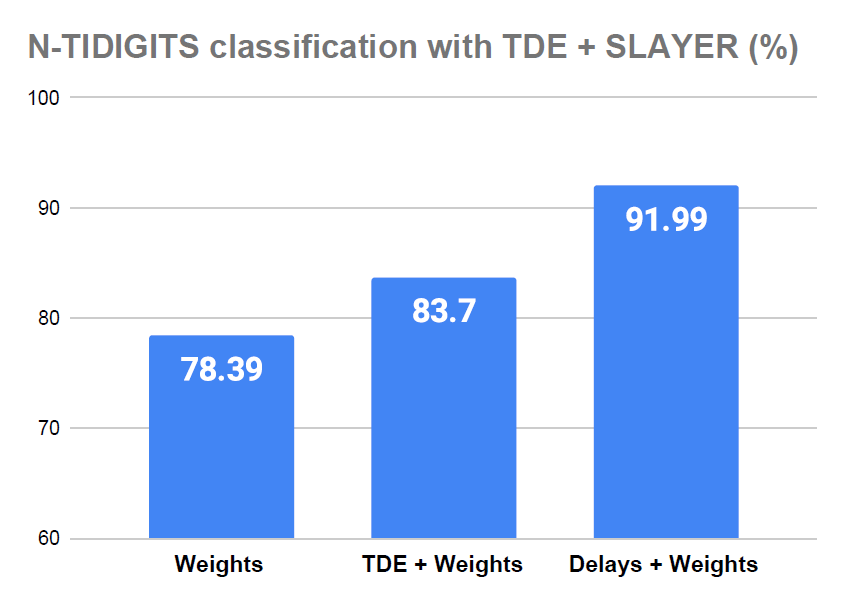 N-TIDIGITS classification with TDE + SLAYER (%)
100
90
80
70
60
78.39
83.7
91.99
Weights
TDE + Weights
Delays + Weights